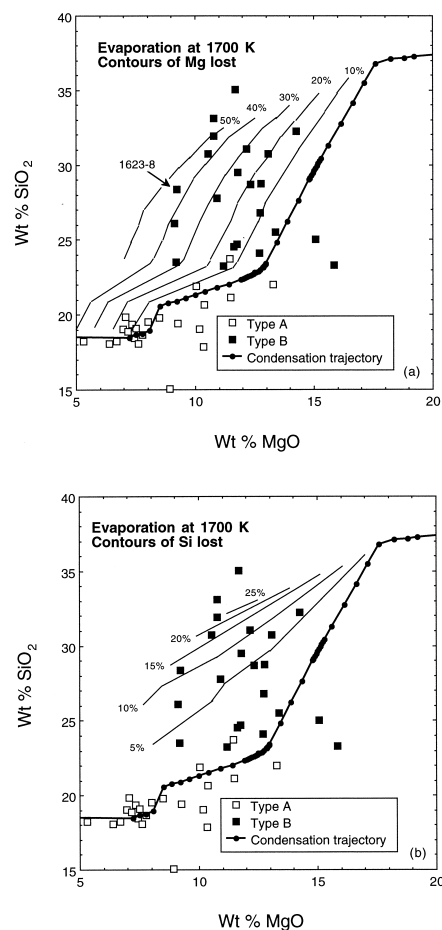 Evaporation at 1700 K
Contours of Mg lost
50%
40%
30%
20%
10%
1623-8
Wt % SiO2
40
35
30
25
20
15
5
10
15
20
Type A
Type B
Condensation trajectory
(a)
Wt % MgO
Evaporation at 1700 K
Contours of Si lost
25%
20%
15%
10%
5%
Wt % SiO2
40
35
30
25
20
15
5
10
15
20
Type A
Type B
Condensation trajectory
(b)
Wt % MgO